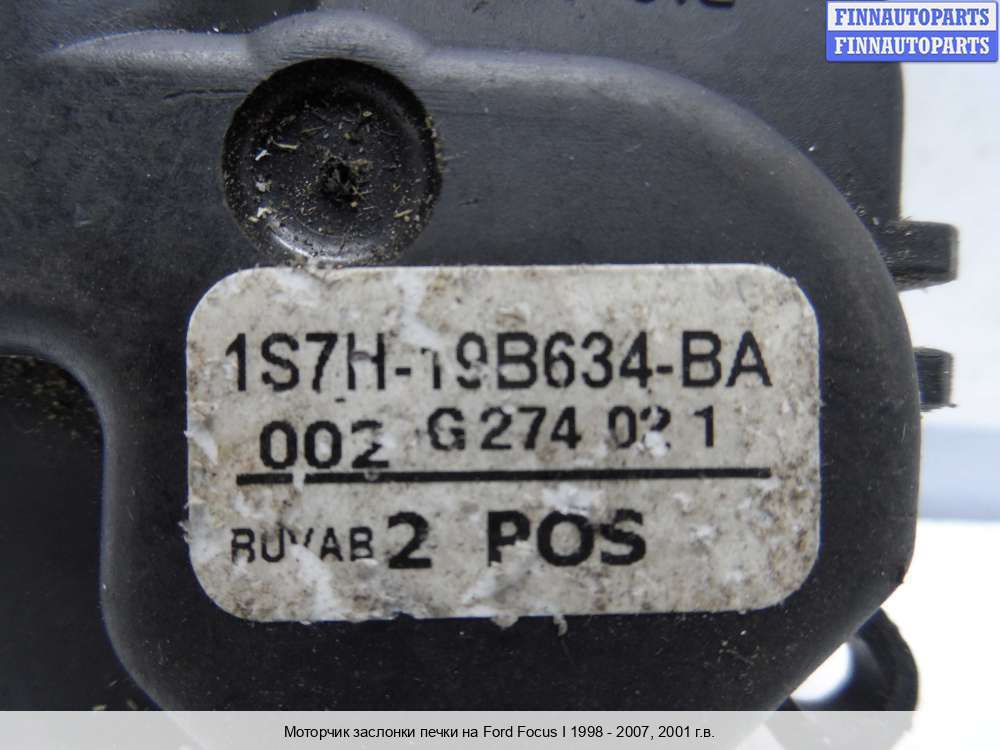 FINNAUTOPARTS
FINNAUTOPARTS
1S7H-19B634-BA
002 G 274 02 1
2 POS
Моторчик заслонки печки на Ford Focus I 1998 - 2007, 2001 г.в.